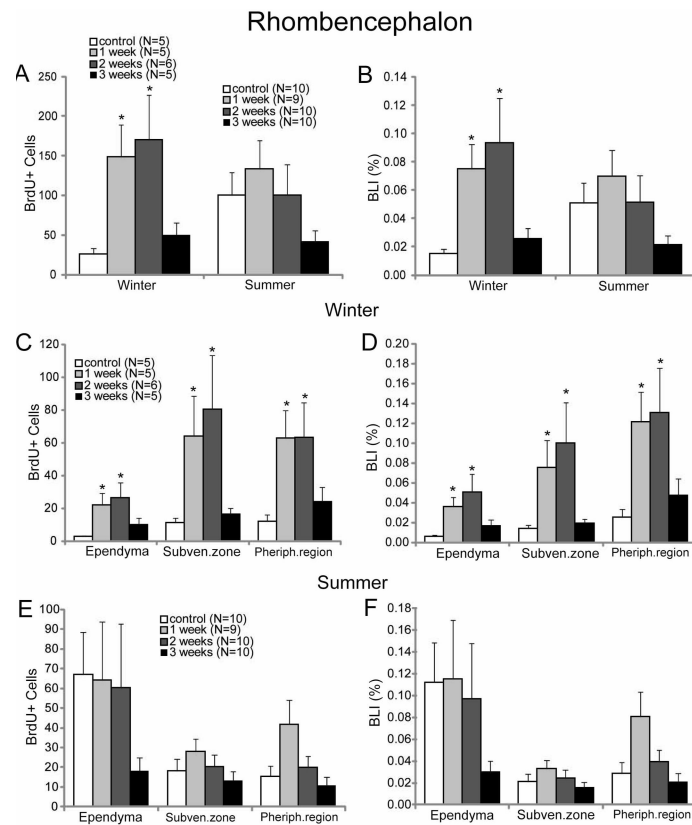 Rhombencephalon
A
control (N=5)
1 week (N=5)
2 weeks (N=6)
3 weeks (N=5)
control (N=10)
1 week (N=9)
2 weeks (N=10)
3 weeks (N=10)
BrdU+ Cells
250
200
150
100
50
0
* *
Winter Summer
B
BLI (%)
0.14
0.12
0.10
0.08
0.06
0.04
0.02
0.00
* *
Winter Summer
Winter
C
control (N=5)
1 week (N=5)
2 weeks (N=6)
3 weeks (N=5)
BrdU+ Cells
120
100
80
60
40
20
0
* * * * * *
Ependyma Subven.zone Pheriph.region
D
BLI (%)
0.20
0.18
0.16
0.14
0.12
0.10
0.08
0.06
0.04
0.02
0.00
* * * * * *
Ependyma Subven.zone Pheriph.region
Summer
E
control (N=10)
1 week (N=9)
2 weeks (N=10)
3 weeks (N=10)
BrdU+ Cells
100
90
80
70
60
50
40
30
20
10
0
Ependyma Subven.zone Pheriph.region
F
BLI (%)
0.18
0.16
0.14
0.12
0.10
0.08
0.06
0.04
0.02
0.00
Ependyma Subven.zone Pheriph.region